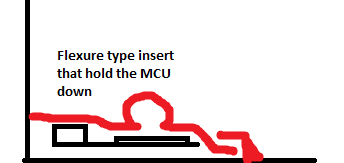 Flexure type insert
that hold the MCU
down